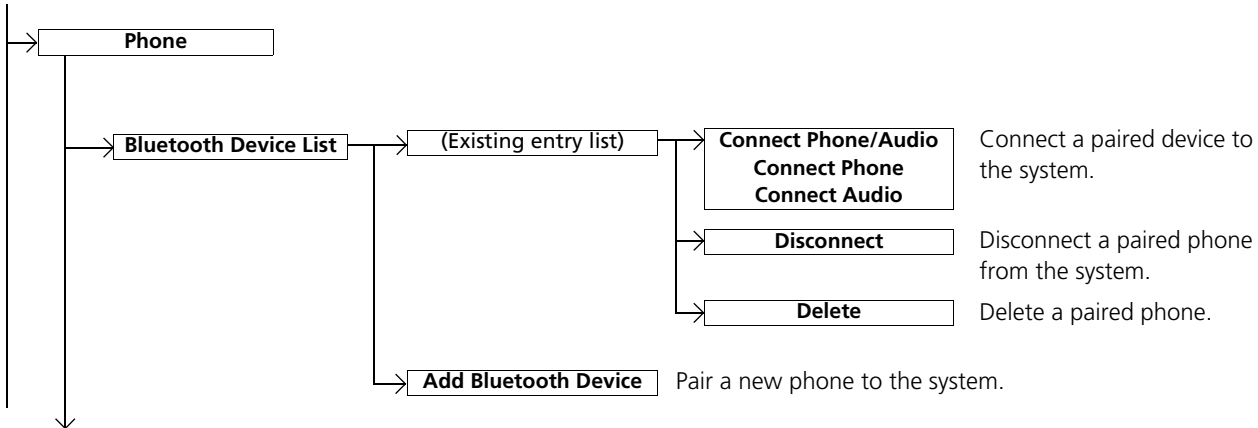 Phone
Bluetooth Device List
(Existing entry list)
Connect Phone/Audio
Connect Phone
Connect Audio
Connect a paired device to
the system.
Disconnect
Disconnect a paired phone
from the system.
Delete
Delete a paired phone.
Add Bluetooth Device
Pair a new phone to the system.